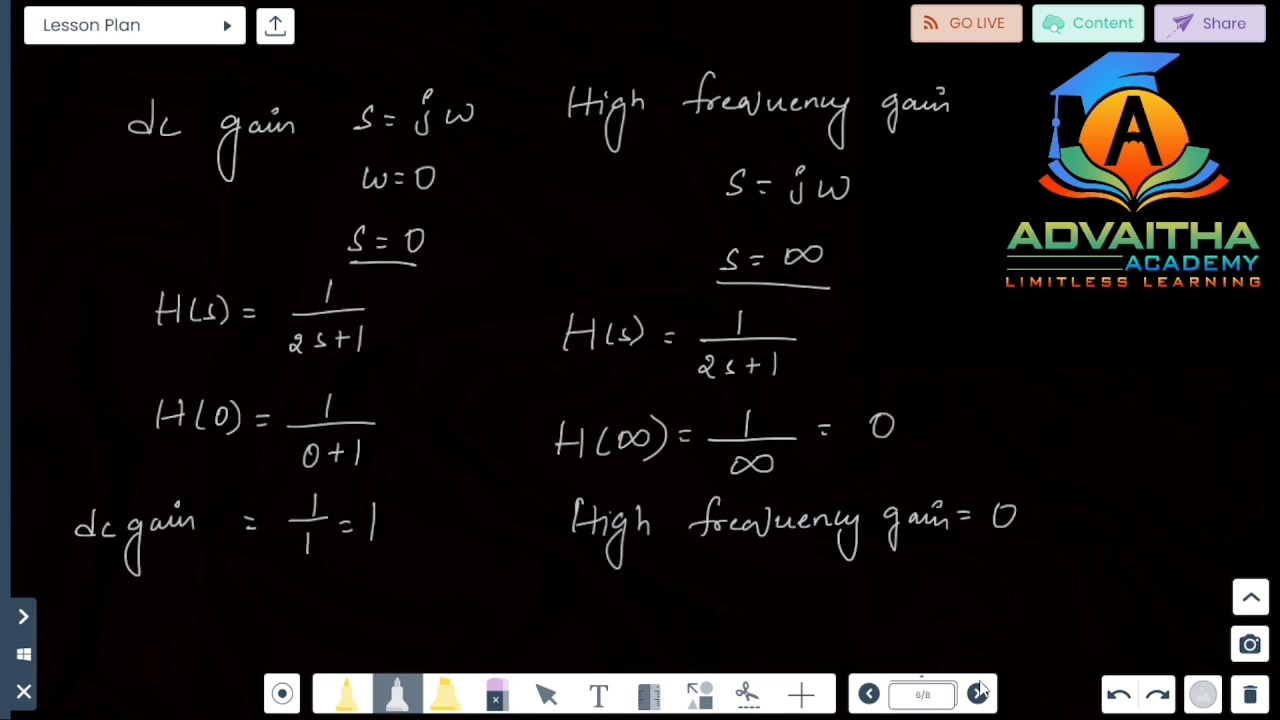 Lesson Plan
GO LIVE
Content
Share
dc gain s = jω
ω = 0
s = 0
H(s) = 1/(2s+1)
H(0) = 1/(0+1)
dc gain = 1/1 = 1
High frequency gain
s = jω
s = ∞
H(s) = 1/(2s+1)
H(∞) = 1/∞ = 0
High frequency gain = 0
A
ADVAITHA
ACADEMY
LIMITLESS LEARNING
T
6/8